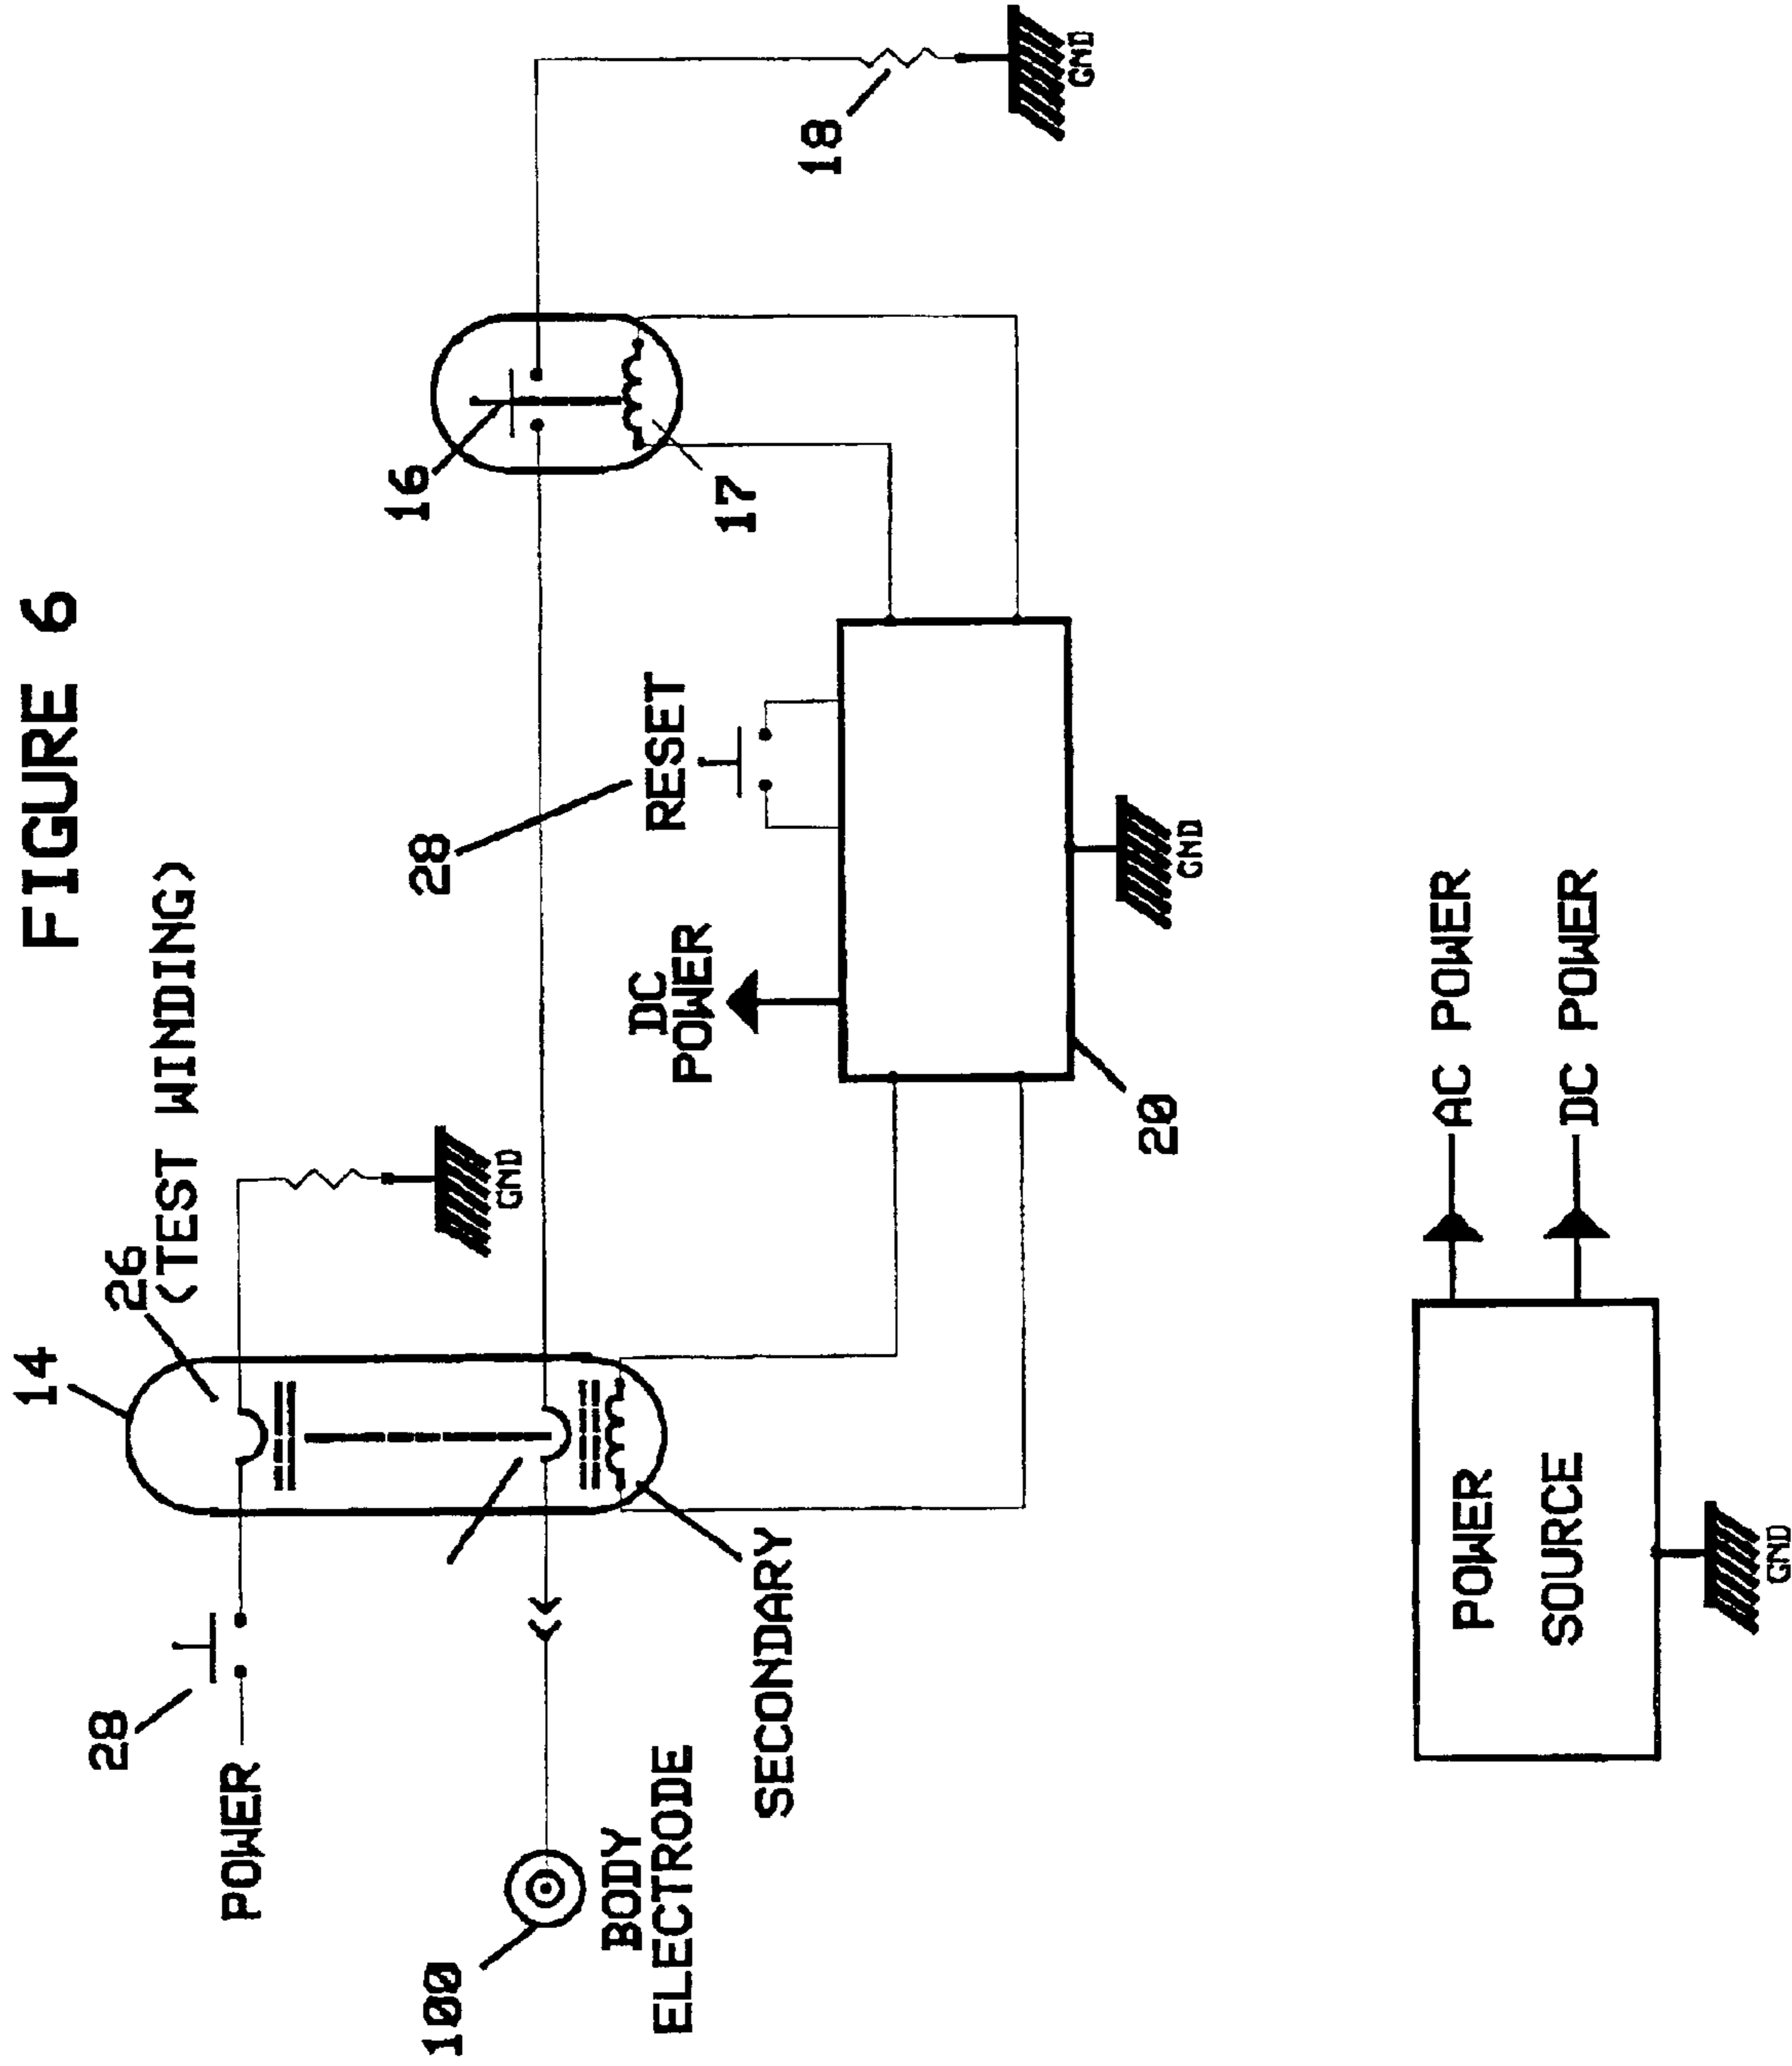 FIGURE 6
14
26
(TEST WINDING)
28
POWER
GND
16
17
18
GND
28
RESET
100
BODY
ELECTRODE
SECONDARY
DC
POWER
20
GND
POWER
SOURCE
AC POWER
DC POWER
GND